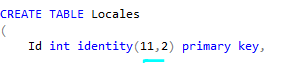 CREATE TABLE Locales
(
Id int identity(11,2) primary key,